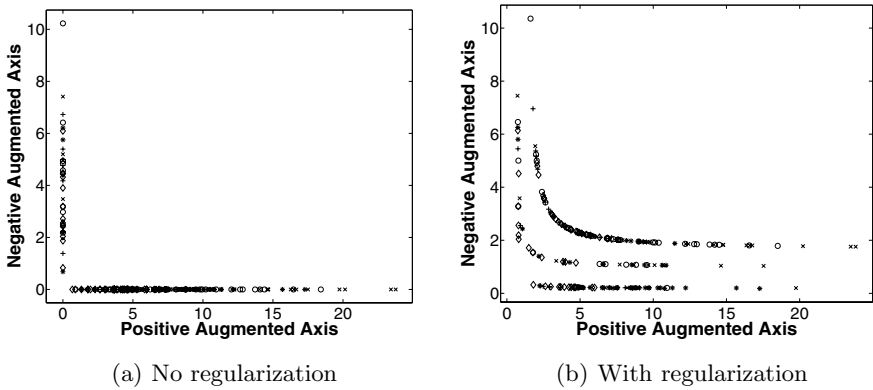 10
8
6
4
2
0
Negative Augmented Axis
0 5 10 15 20
Positive Augmented Axis
(a) No regularization
10
8
6
4
2
0
Negative Augmented Axis
0 5 10 15 20
Positive Augmented Axis
(b) With regularization